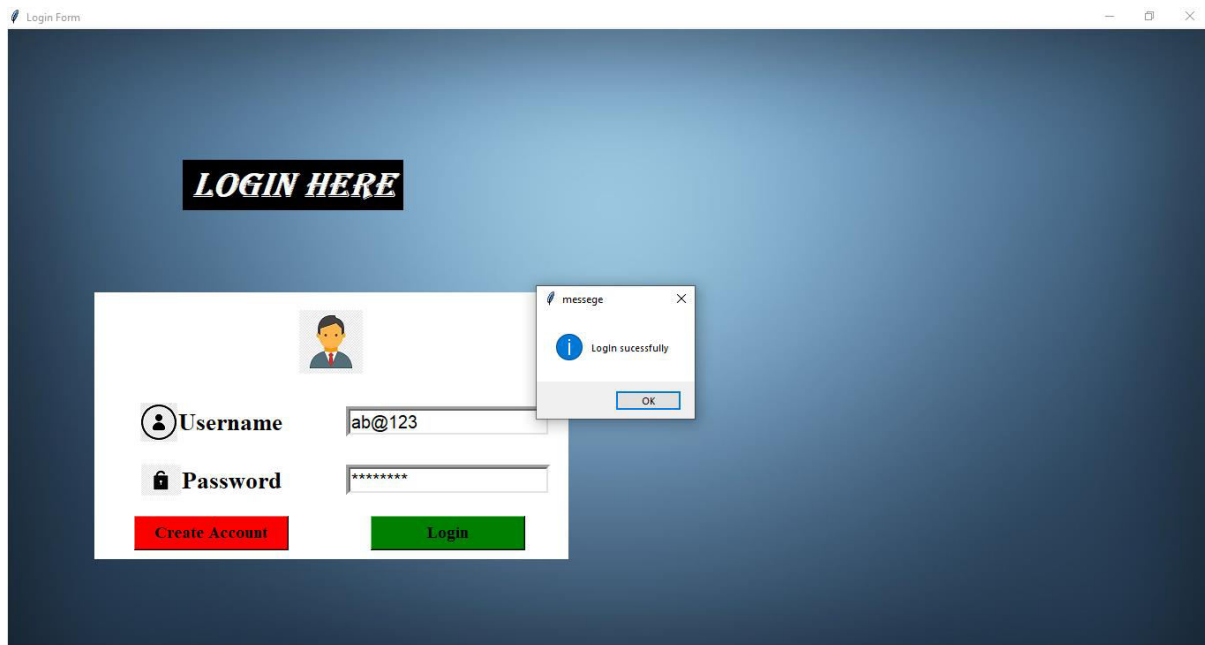 Login Form
LOGIN HERE
messege
LogIn sucessfully
OK
Username
ab@123
Password
********
Create Account
Login